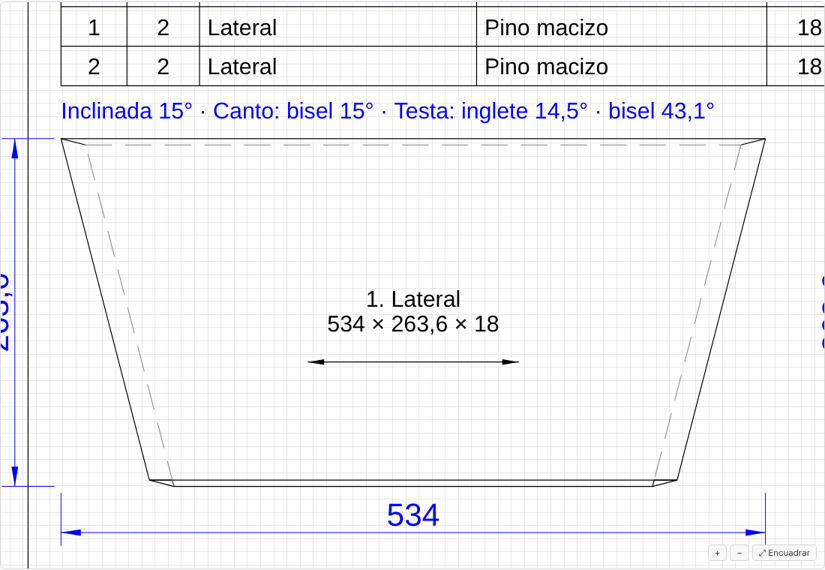 1 2 Lateral Pino macizo 18
2 2 Lateral Pino macizo 18
Inclinada 15° · Canto: bisel 15° · Testa: inglete 14,5° · bisel 43,1°
1. Lateral
534 × 263,6 × 18
534
+ − Encuadrar